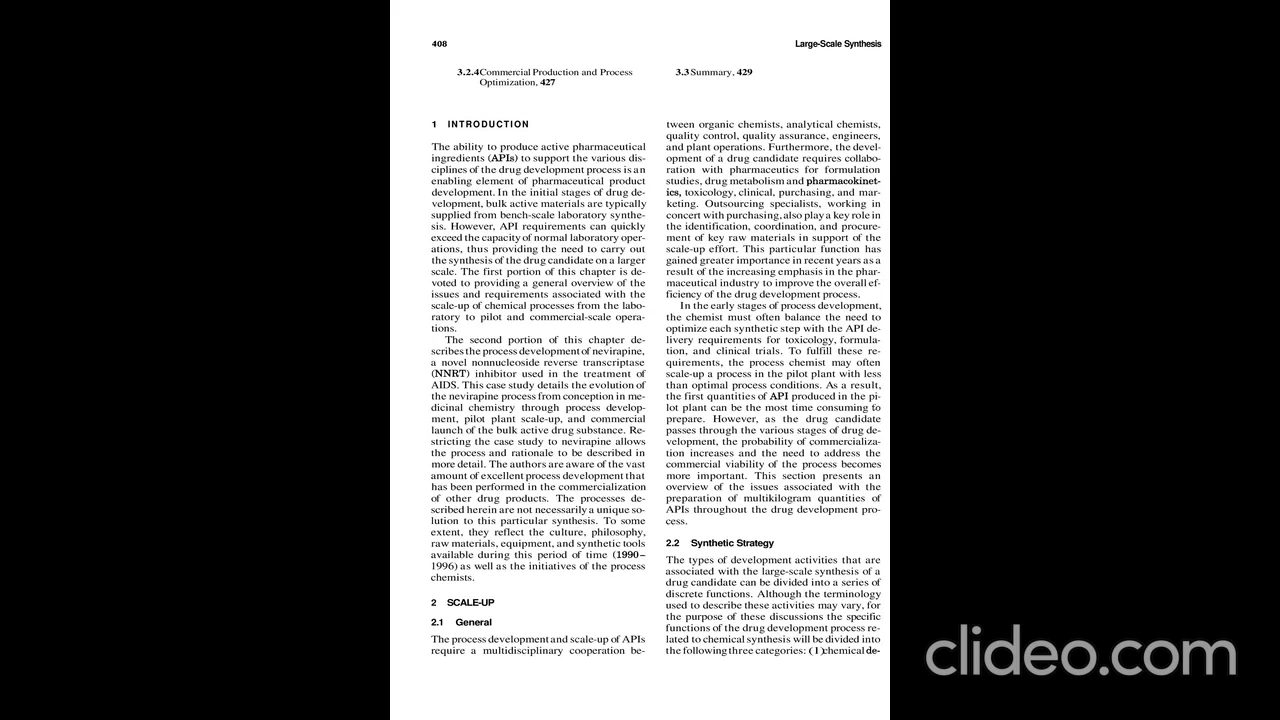 408
Large-Scale Synthesis
3.2.4Commercial Production and Process
Optimization, 427
3.3 Summary, 429
1 INTRODUCTION
The ability to produce active pharmaceutical
ingredients (APIs) to support the various dis-
ciplines of the drug development process is an
enabling element of pharmaceutical product
development. In the initial stages of drug de-
velopment, bulk active materials are typically
supplied from bench-scale laboratory synthe-
sis. However, API requirements can quickly
exceed the capacity of normal laboratory oper-
ations, thus providing the need to carry out
the synthesis of the drug candidate on a larger
scale. The first portion of this chapter is de-
voted to providing a general overview of the
issues and requirements associated with the
scale-up of chemical processes from the labo-
ratory to pilot and commercial-scale opera-
tions.
The second portion of this chapter de-
scribes the process development of nevirapine,
a novel nonnucleoside reverse transcriptase
(NNRT) inhibitor used in the treatment of
AIDS. This case study details the evolution of
the nevirapine process from conception in me-
dicinal chemistry through process develop-
ment, pilot plant scale-up, and commercial
launch of the bulk active drug substance. Re-
stricting the case study to nevirapine allows
the process and rationale to be described in
more detail. The authors are aware of the vast
amount of excellent process development that
has been performed in the commercialization
of other drug products. The processes de-
scribed herein are not necessarily a unique so-
lution to this particular synthesis. To some
extent, they reflect the culture, philosophy,
raw materials, equipment, and synthetic tools
available during this period of time (1990–
1996) as well as the initiatives of the process
chemists.
2 SCALE-UP
2.1 General
The process development and scale-up of APIs
require a multidisciplinary cooperation be-
tween organic chemists, analytical chemists,
quality control, quality assurance, engineers,
and plant operations. Furthermore, the devel-
opment of a drug candidate requires collabo-
ration with pharmaceutics for formulation
studies, drug metabolism and pharmacokinet-
ics, toxicology, clinical, purchasing, and mar-
keting. Outsourcing specialists, working in
concert with purchasing, also play a key role in
the identification, coordination, and procure-
ment of key raw materials in support of the
scale-up effort. This particular function has
gained greater importance in recent years as a
result of the increasing emphasis in the phar-
maceutical industry to improve the overall ef-
ficiency of the drug development process.
In the early stages of process development,
the chemist must often balance the need to
optimize each synthetic step with the API de-
livery requirements for toxicology, formula-
tion, and clinical trials. To fulfill these re-
quirements, the process chemist may often
scale-up a process in the pilot plant with less
than optimal process conditions. As a result,
the first quantities of API produced in the pi-
lot plant can be the most time consuming to
prepare. However, as the drug candidate
passes through the various stages of drug de-
velopment, the probability of commercializa-
tion increases and the need to address the
commercial viability of the process becomes
more important. This section presents an
overview of the issues associated with the
preparation of multikilogram quantities of
APIs throughout the drug development pro-
cess.
2.2 Synthetic Strategy
The types of development activities that are
associated with the large-scale synthesis of a
drug candidate can be divided into a series of
discrete functions. Although the terminology
used to describe these activities may vary, for
the purpose of these discussions the specific
functions of the drug development process re-
lated to chemical synthesis will be divided into
the following three categories: (1)chemical de-
clideo.com